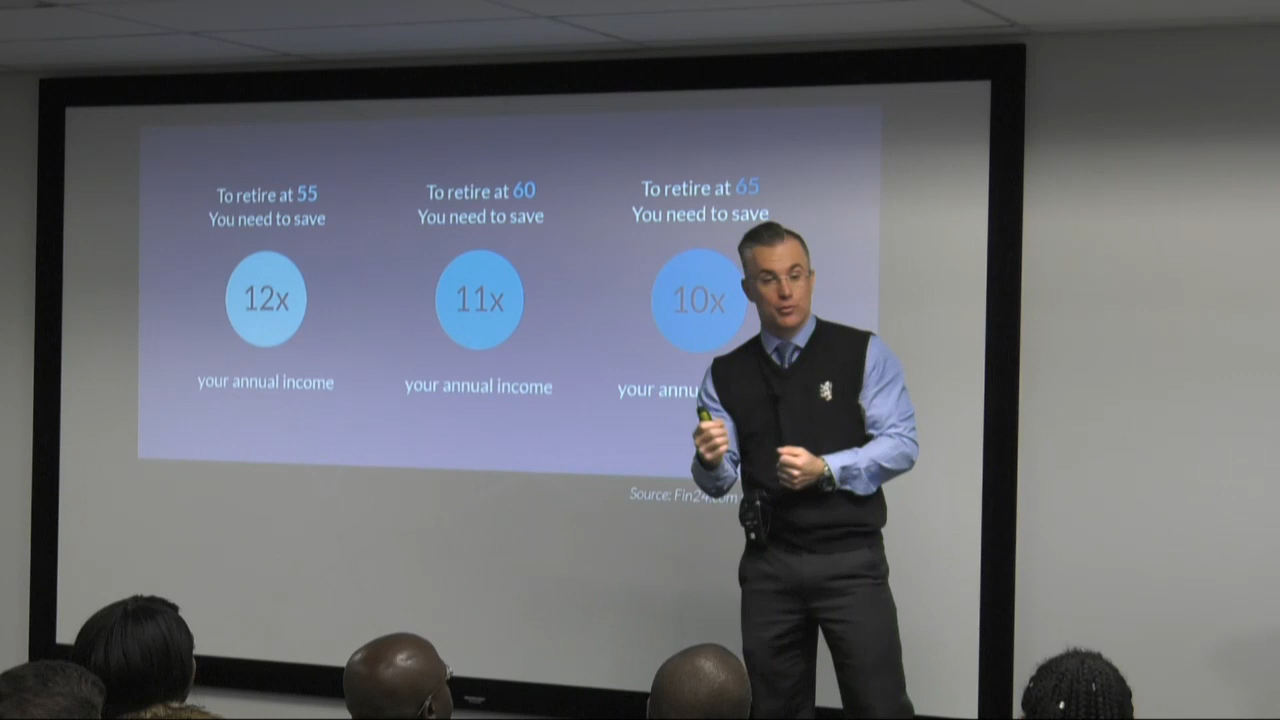 To retire at 55
You need to save
12x
your annual income
To retire at 60
You need to save
11x
your annual income
To retire at 65
You need to save
10x
your annu
Source: Fin24.com